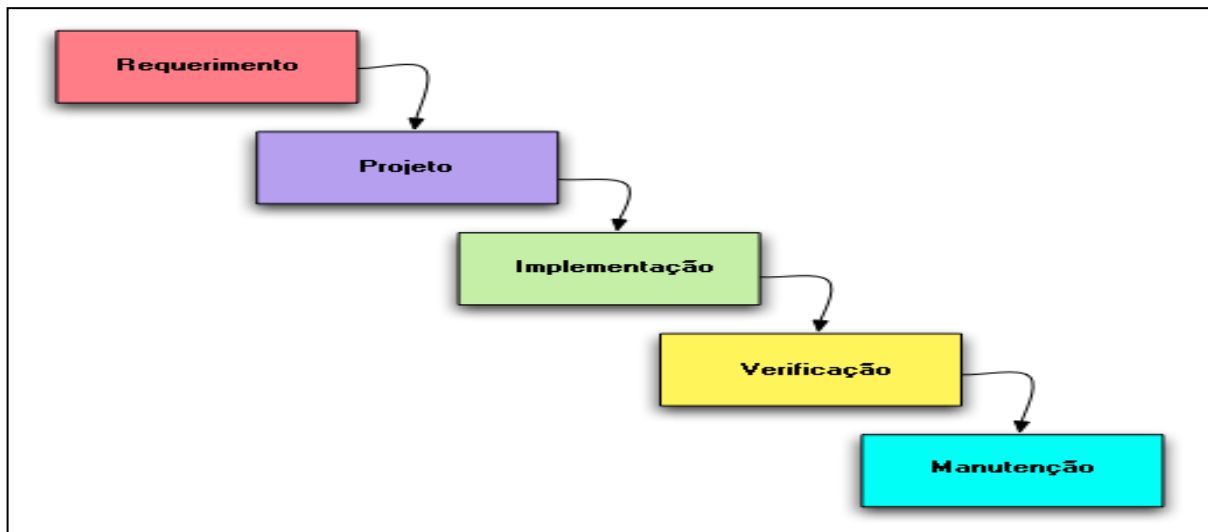 Requerimento
Projeto
Implementação
Verificação
Manutenção